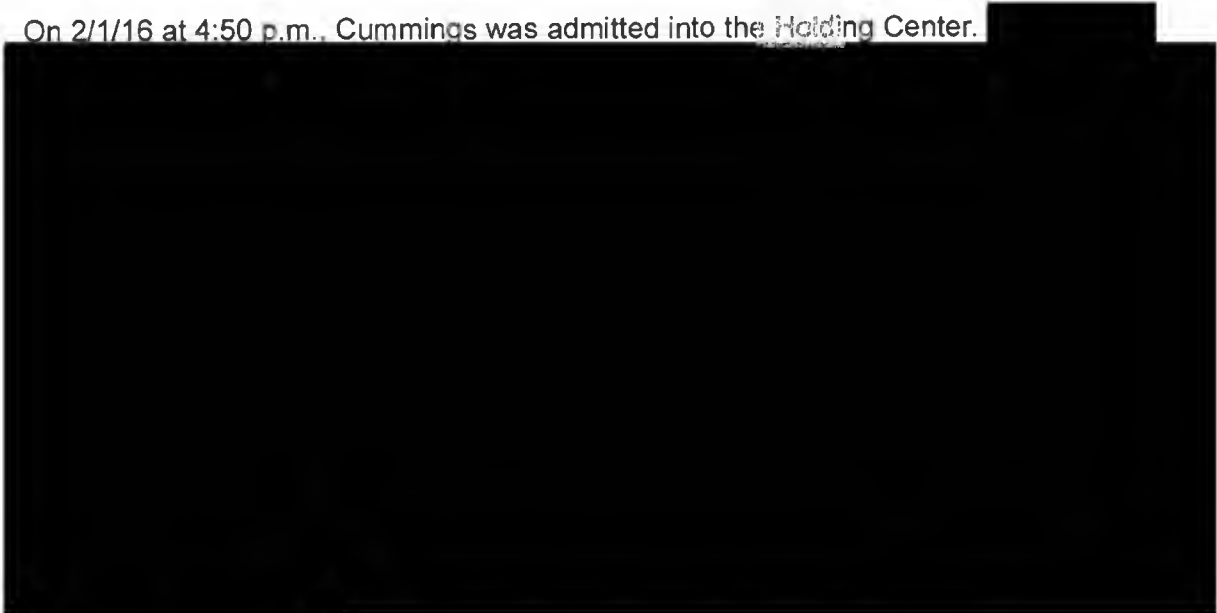 On 2/1/16 at 4:50 p.m., Cummings was admitted into the Holding Center.